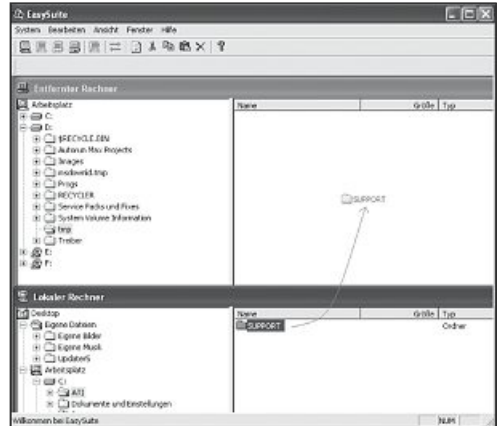 EasySuite
System Bearbeiten Ansicht Fenster Hilfe
Entfernter Rechner
Arbeitsplatz
C:
D:
$RECYCLE.BIN
Autorun Max Projects
Images
msdownld.tmp
Progs
RECYCLER
Service Packs und Fixes
System Volume Information
tmp
Treiber
E:
F:
Name Größe Typ
SUPPORT
Lokaler Rechner
Desktop
Eigene Dateien
Eigene Bilder
Eigene Musik
Updater5
Arbeitsplatz
C:
ATI
Dokumente und Einstellungen
Name Größe Typ
SUPPORT Ordner
Willkommen bei EasySuite NUM